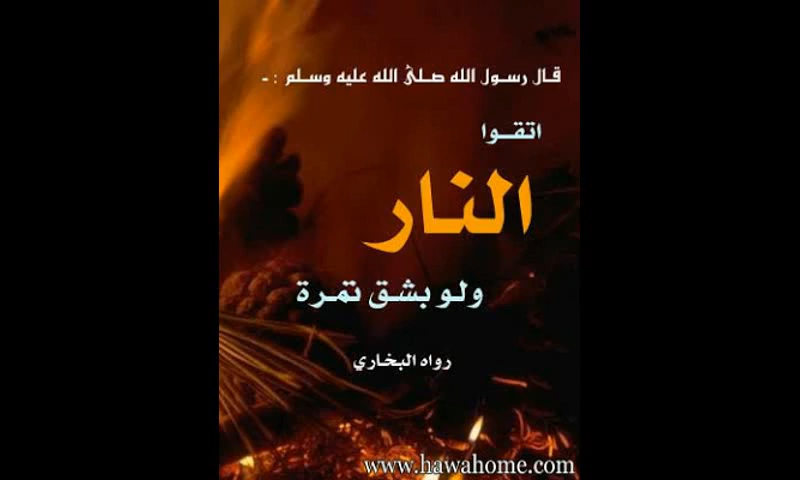 قال رسول الله صلى الله عليه وسلم :-
اتقوا
النار
ولو بشق تمرة
رواه البخاري
www.hawahome.com